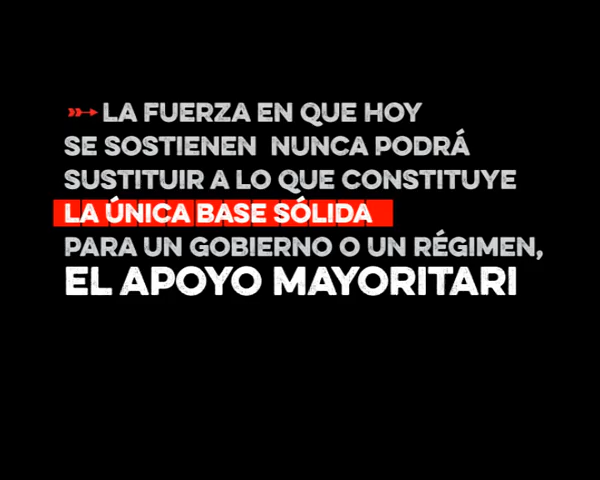 LA FUERZA EN QUE HOY
SE SOSTIENEN NUNCA PODRÁ
SUSTITUIR A LO QUE CONSTITUYE
LA ÚNICA BASE SÓLIDA
PARA UN GOBIERNO O UN RÉGIMEN,
EL APOYO MAYORITARI